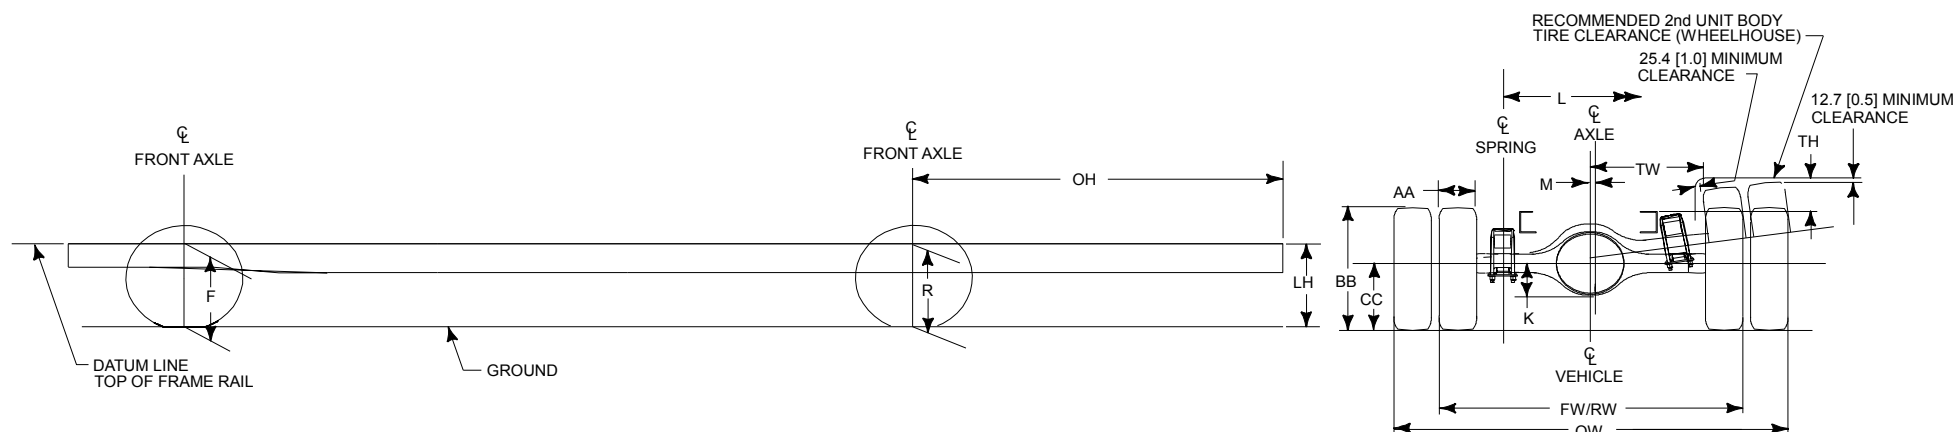 RECOMMENDED 2nd UNIT BODY
TIRE CLEARANCE (WHEELHOUSE)
25.4 [1.0] MINIMUM
CLEARANCE
12.7 [0.5] MINIMUM
CLEARANCE
℄
FRONT AXLE
℄
FRONT AXLE
OH
F
R
LH
DATUM LINE
TOP OF FRAME RAIL
GROUND
L
℄
AXLE
℄
SPRING
TH
TW
M
AA
BB
CC
K
℄
VEHICLE
FW/RW
OW